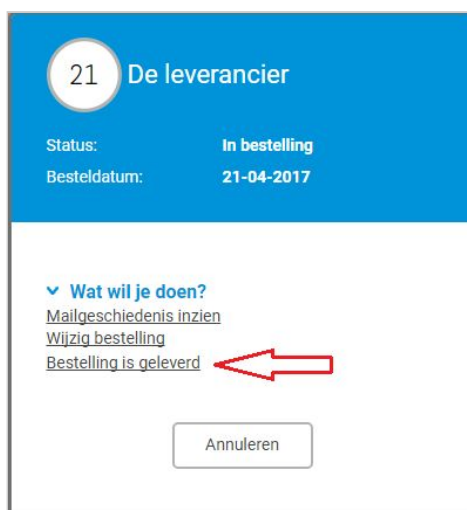 21 De leverancier
Status: In bestelling
Besteldatum: 21-04-2017
Wat wil je doen?
Mailgeschiedenis inzien
Wijzig bestelling
Bestelling is geleverd
Annuleren